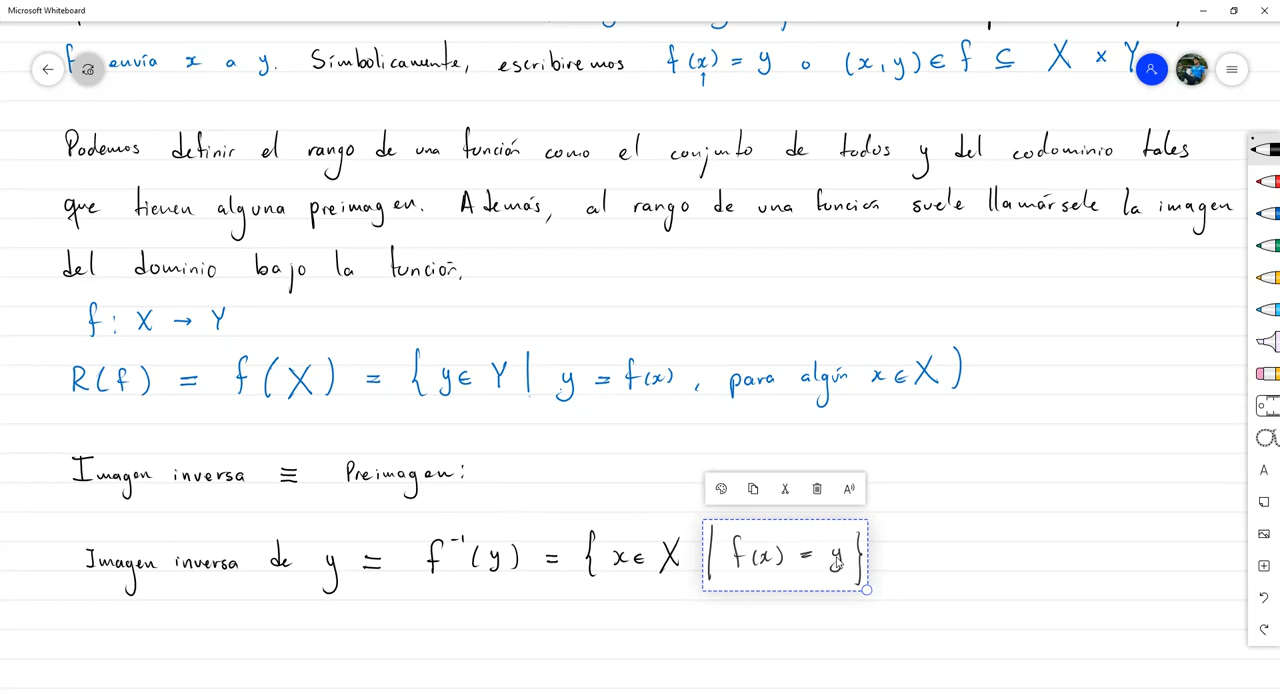 Microsoft Whiteboard
f envía x a y. Simbólicamente, escribiremos f(x) = y o (x,y) ∈ f ⊆ X × Y
↑
Podemos definir el rango de una función como el conjunto de todos y del codominio tales
que tienen alguna preimagen. Además, al rango de una función suele llamársele la imagen
del dominio bajo la función.
f: X → Y
R(f) = f(X) = { y ∈ Y | y = f(x), para algún x ∈ X }
Imagen inversa ≡ Preimagen:
Imagen inversa de y = f⁻¹(y) = { x ∈ X | f(x) = y }